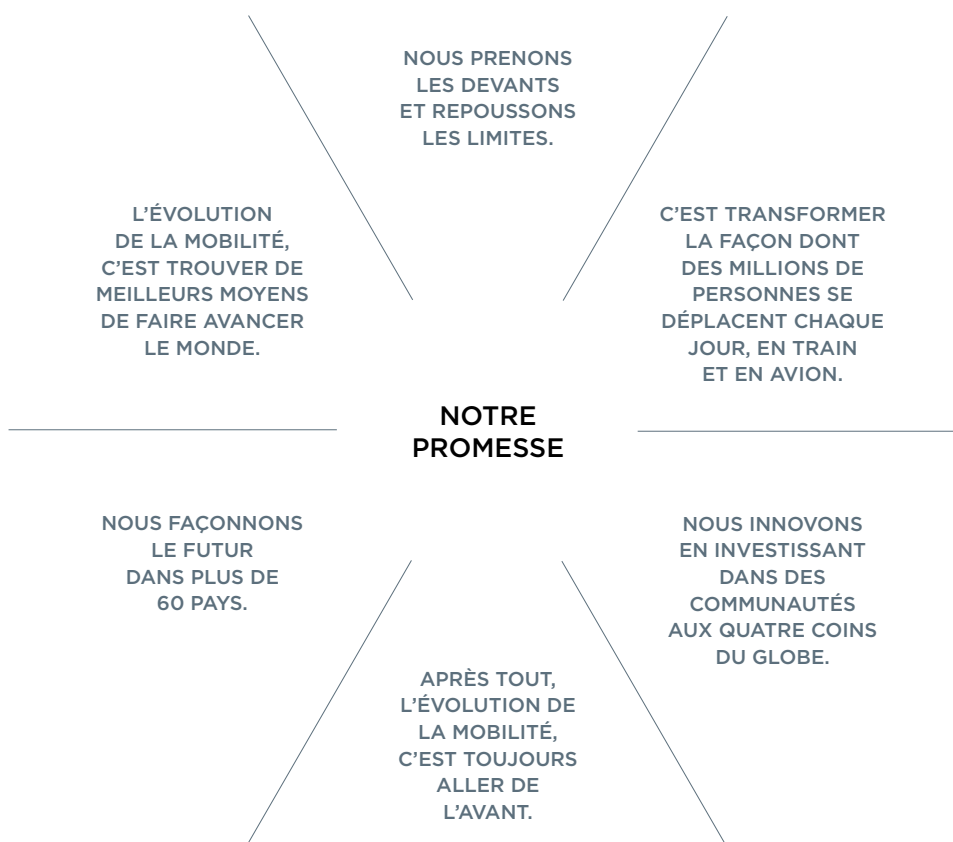 NOUS PRENONS
LES DEVANTS
ET REPOUSSONS
LES LIMITES.
L'ÉVOLUTION
DE LA MOBILITÉ,
C'EST TROUVER DE
MEILLEURS MOYENS
DE FAIRE AVANCER
LE MONDE.
C'EST TRANSFORMER
LA FAÇON DONT
DES MILLIONS DE
PERSONNES SE
DÉPLACENT CHAQUE
JOUR, EN TRAIN
ET EN AVION.
NOTRE
PROMESSE
NOUS FAÇONNONS
LE FUTUR
DANS PLUS DE
60 PAYS.
NOUS INNOVONS
EN INVESTISSANT
DANS DES
COMMUNAUTÉS
AUX QUATRE COINS
DU GLOBE.
APRÈS TOUT,
L'ÉVOLUTION DE
LA MOBILITÉ,
C'EST TOUJOURS
ALLER DE
L'AVANT.